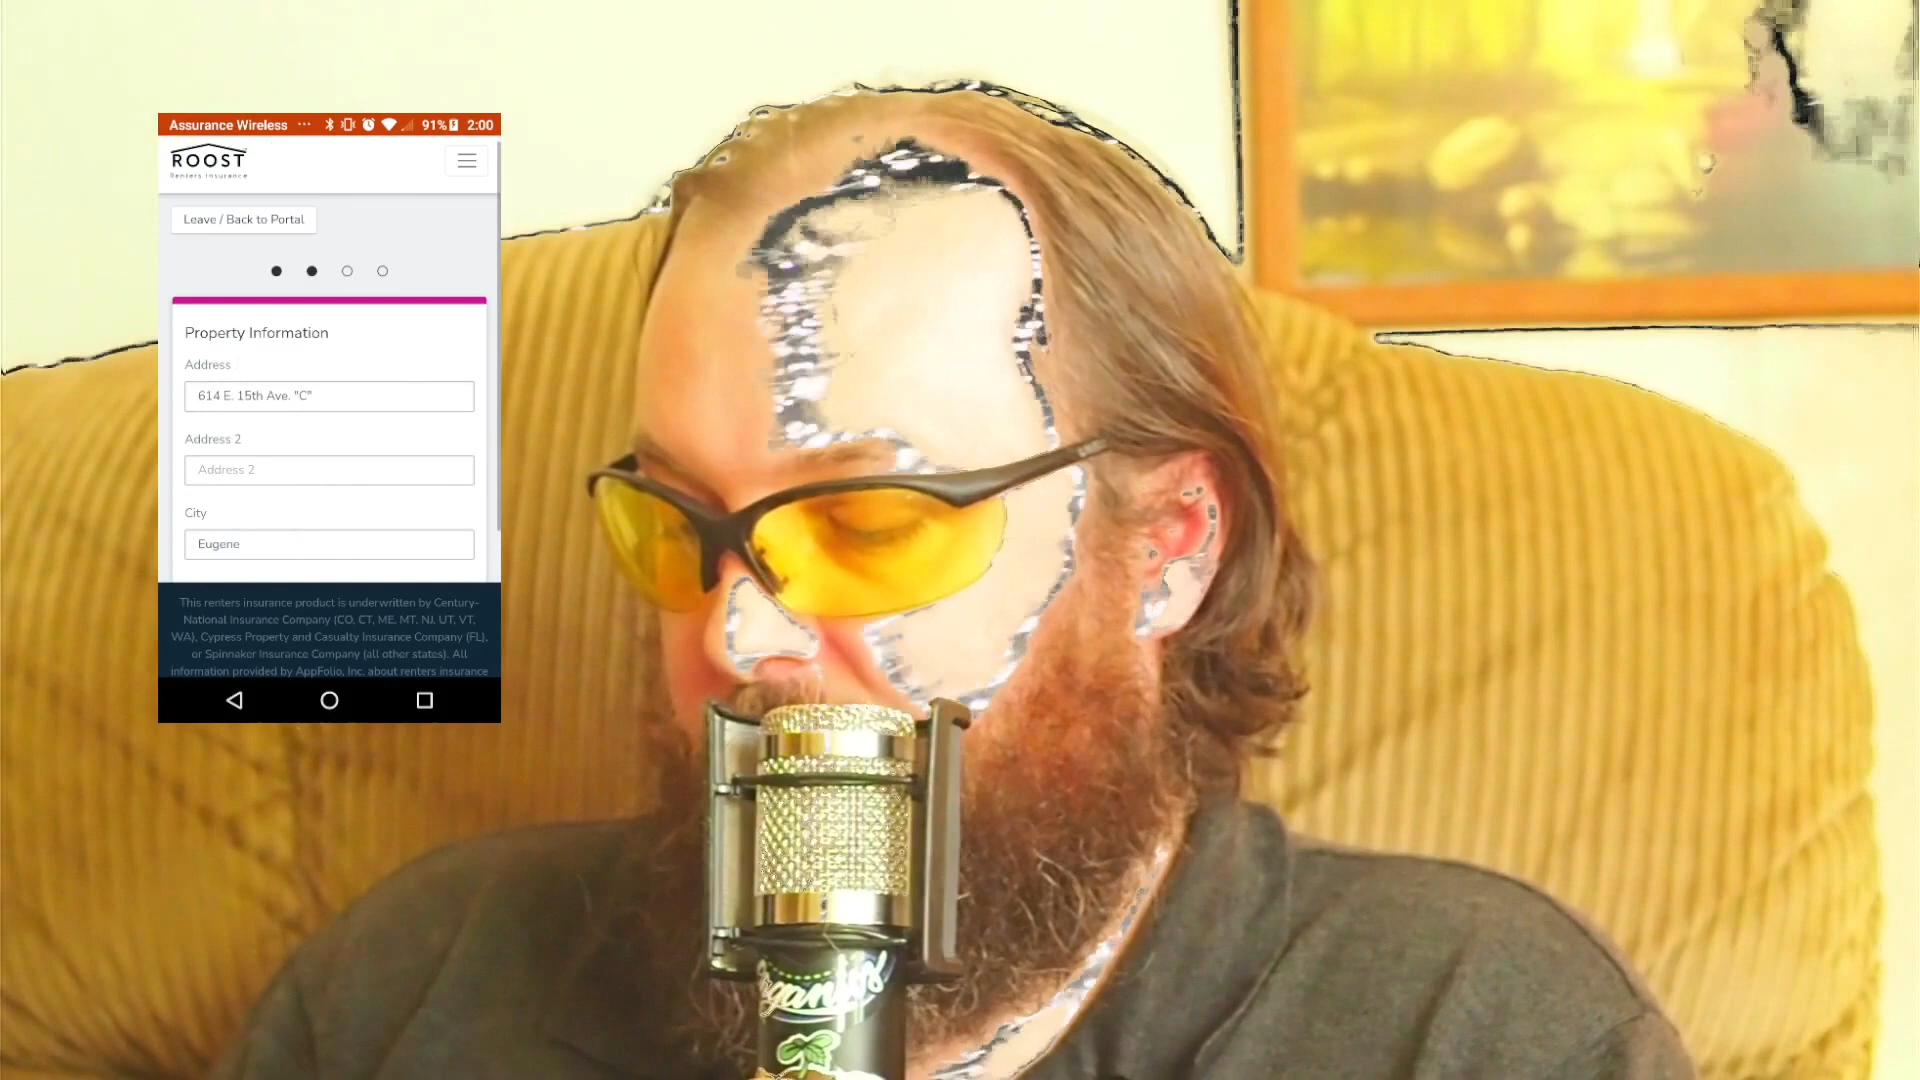 Assurance Wireless ··· 91% 2:00
ROOST
Renters Insurance
Leave / Back to Portal
Property Information
Address
614 E. 15th Ave. "C"
Address 2
Address 2
City
Eugene
This renters insurance product is underwritten by Century-
National Insurance Company (CO, CT, ME, MT, NJ, UT, VT,
WA), Cypress Property and Casualty Insurance Company (FL),
or Spinnaker Insurance Company (all other states). All
information provided by AppFolio, Inc. about renters insurance